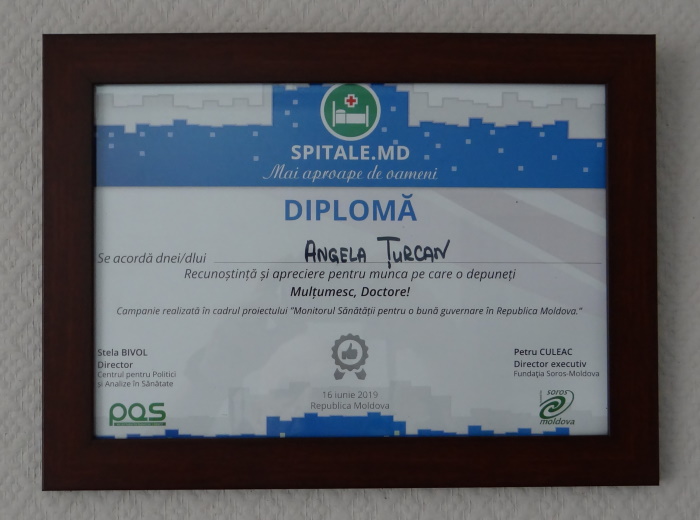 SPITALE.MD
Mai aproape de oameni
DIPLOMĂ
Se acordă dnei/dlui ANGELA ŢURCAN
Recunoștință și apreciere pentru munca pe care o depuneți
Mulțumesc, Doctore!
Campanie realizată în cadrul proiectului "Monitorul Sănătății pentru o bună guvernare în Republica Moldova."
Stela BIVOL
Director
Centrul pentru Politici
și Analize în Sănătate
pas
16 iunie 2019
Republica Moldova
Petru CULEAC
Director executiv
Fundația Soros-Moldova
soros
moldova